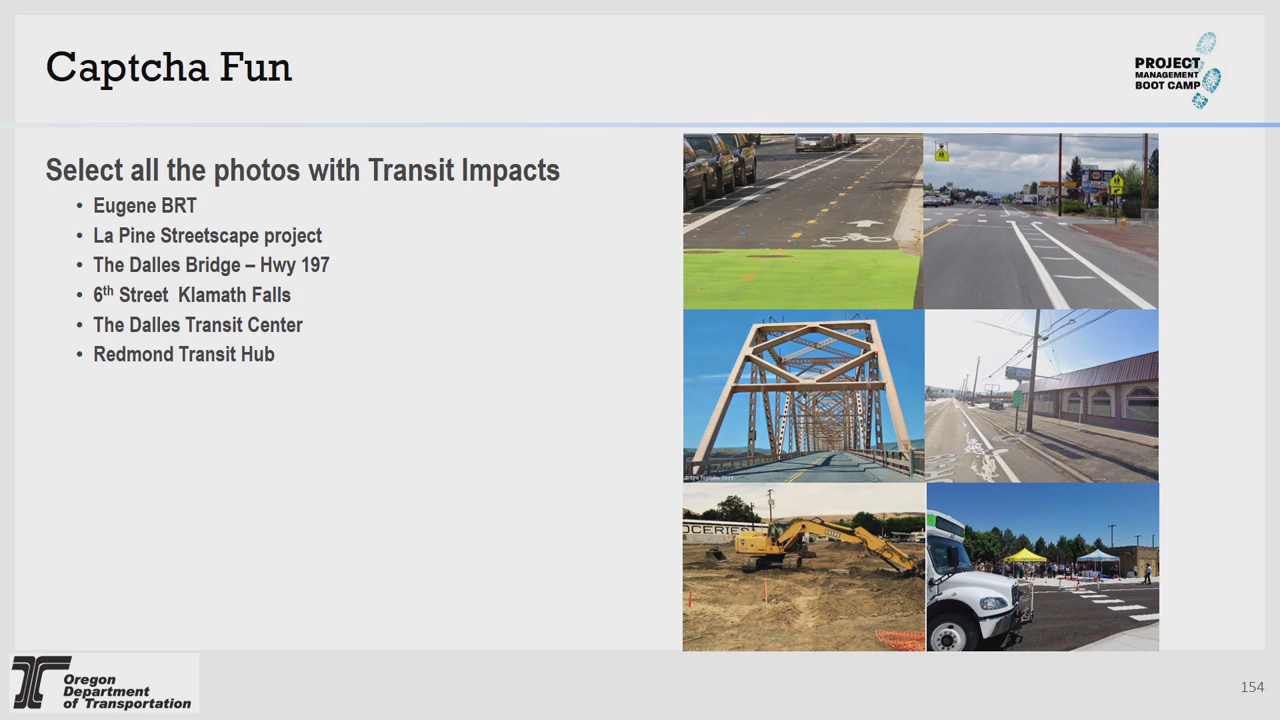 Captcha Fun
PROJECT
MANAGEMENT
BOOT CAMP
Select all the photos with Transit Impacts
• Eugene BRT
• La Pine Streetscape project
• The Dalles Bridge – Hwy 197
• 6th Street Klamath Falls
• The Dalles Transit Center
• Redmond Transit Hub
OCERIES
DEERE
Oregon
Department
of Transportation
154